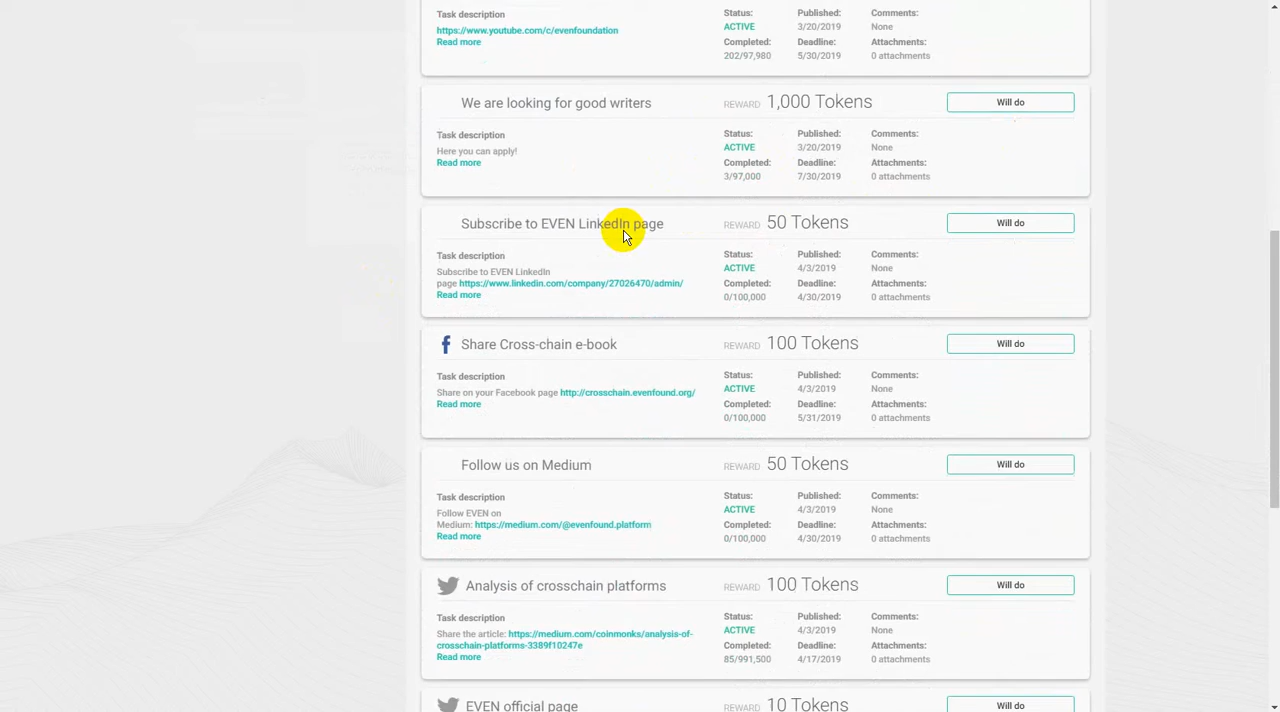 Task description
Status:
Published:
Comments:
https://www.youtube.com/c/evenfoundation
ACTIVE
3/20/2019
None
Read more
Completed:
Deadline:
Attachments:
202/97,980
5/30/2019
0 attachments
We are looking for good writers
REWARD 1,000 Tokens
Will do
Task description
Status:
Published:
Comments:
Here you can apply!
ACTIVE
3/20/2019
None
Read more
Completed:
Deadline:
Attachments:
3/97,000
7/30/2019
0 attachments
Subscribe to EVEN LinkedIn page
REWARD 50 Tokens
Will do
Task description
Status:
Published:
Comments:
Subscribe to EVEN LinkedIn
ACTIVE
4/3/2019
None
page https://www.linkedin.com/company/27026470/admin/
Completed:
Deadline:
Attachments:
Read more
0/100,000
4/30/2019
0 attachments
Share Cross-chain e-book
REWARD 100 Tokens
Will do
Task description
Status:
Published:
Comments:
Share on your Facebook page http://crosschain.evenfound.org/
ACTIVE
4/3/2019
None
Read more
Completed:
Deadline:
Attachments:
0/100,000
5/31/2019
0 attachments
Follow us on Medium
REWARD 50 Tokens
Will do
Task description
Status:
Published:
Comments:
Follow EVEN on
ACTIVE
4/3/2019
None
Medium: https://medium.com/@evenfound.platform
Completed:
Deadline:
Attachments:
Read more
0/100,000
4/30/2019
0 attachments
Analysis of crosschain platforms
REWARD 100 Tokens
Will do
Task description
Status:
Published:
Comments:
Share the article: https://medium.com/coinmonks/analysis-of-
ACTIVE
4/3/2019
None
crosschain-platforms-3389f10247e
Completed:
Deadline:
Attachments:
Read more
85/991,500
4/17/2019
0 attachments
EVEN official page
REWARD 10 Tokens
Will do